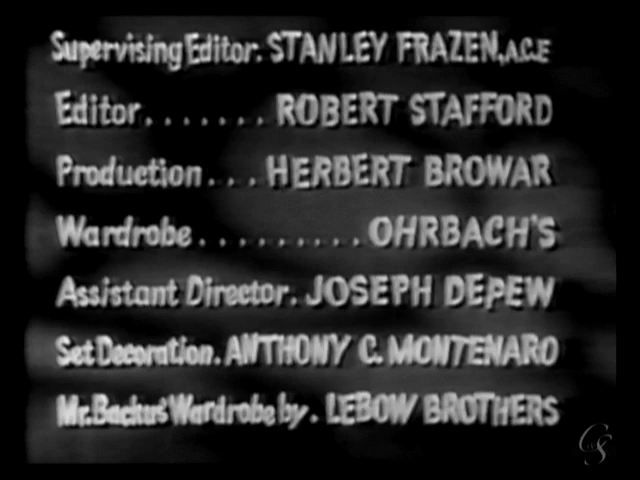 Supervising Editor. STANLEY FRAZEN, A.C.E
Editor . . . . . . . ROBERT STAFFORD
Production . . . HERBERT BROWAR
Wardrobe . . . . . . . . . OHRBACH'S
Assistant Director. JOSEPH DEPEW
Set Decoration. ANTHONY C. MONTENARO
Mr. Backus' Wardrobe by . LEBOW BROTHERS